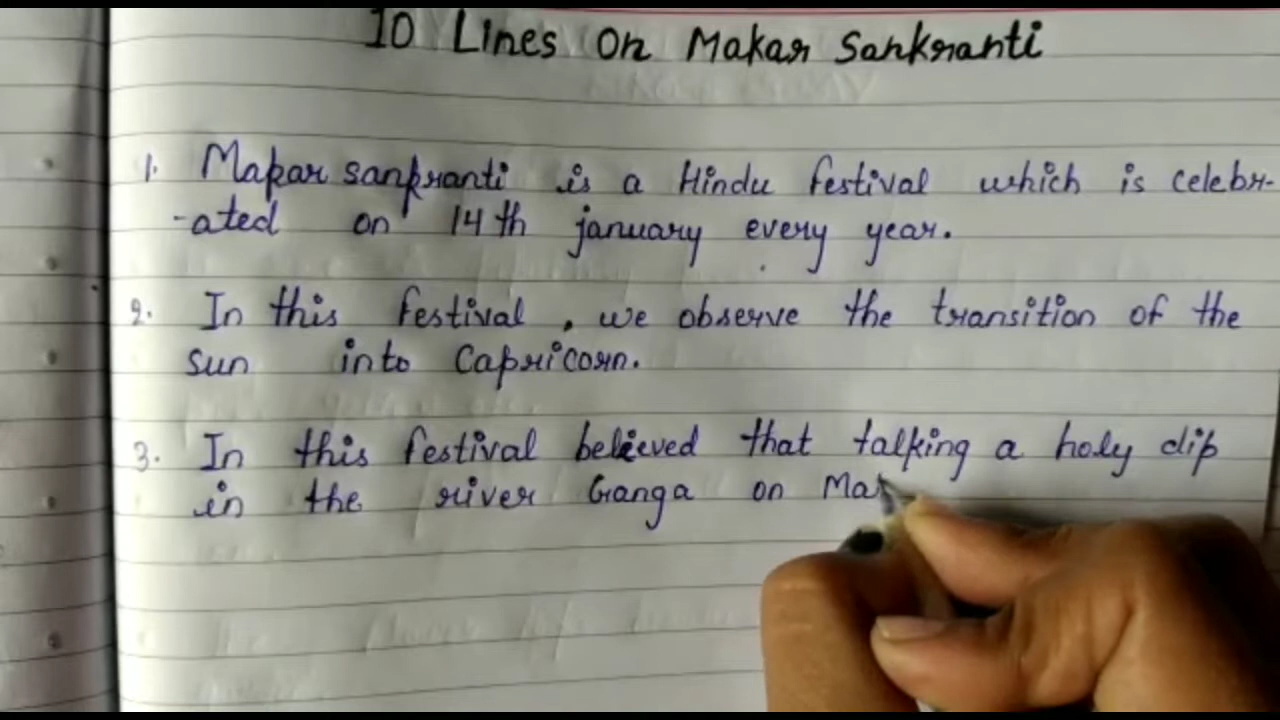 10 Lines On Makar Sankranti
1. Makar sankranti is a Hindu festival which is celebr-
-ated on 14th january every year.
2. In this festival , we observe the transition of the
sun into Capricorn.
3. In this festival believed that talking a holy dip
in the river Ganga on Mak